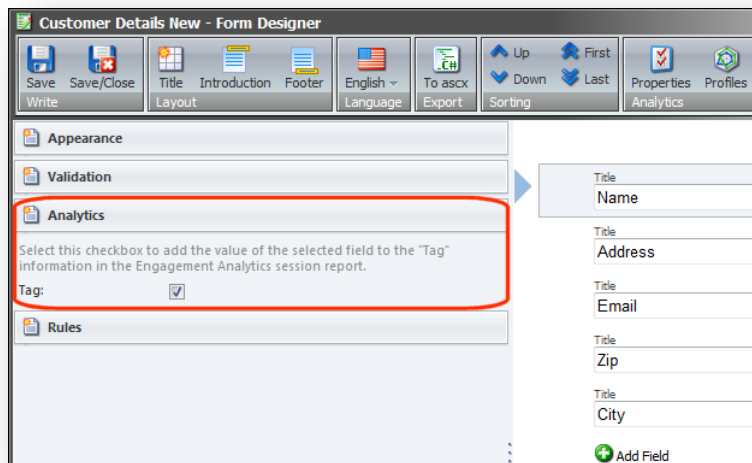 Customer Details New - Form Designer
Save Save/Close Title Introduction Footer English To ascx Up First Down Last Properties Profiles
Write Layout Language Export Sorting Analytics
C#
Appearance
Validation
Analytics
Select this checkbox to add the value of the selected field to the "Tag"
information in the Engagement Analytics session report.
Tag:
Rules
Title
Name
Title
Address
Title
Email
Title
Zip
Title
City
Add Field